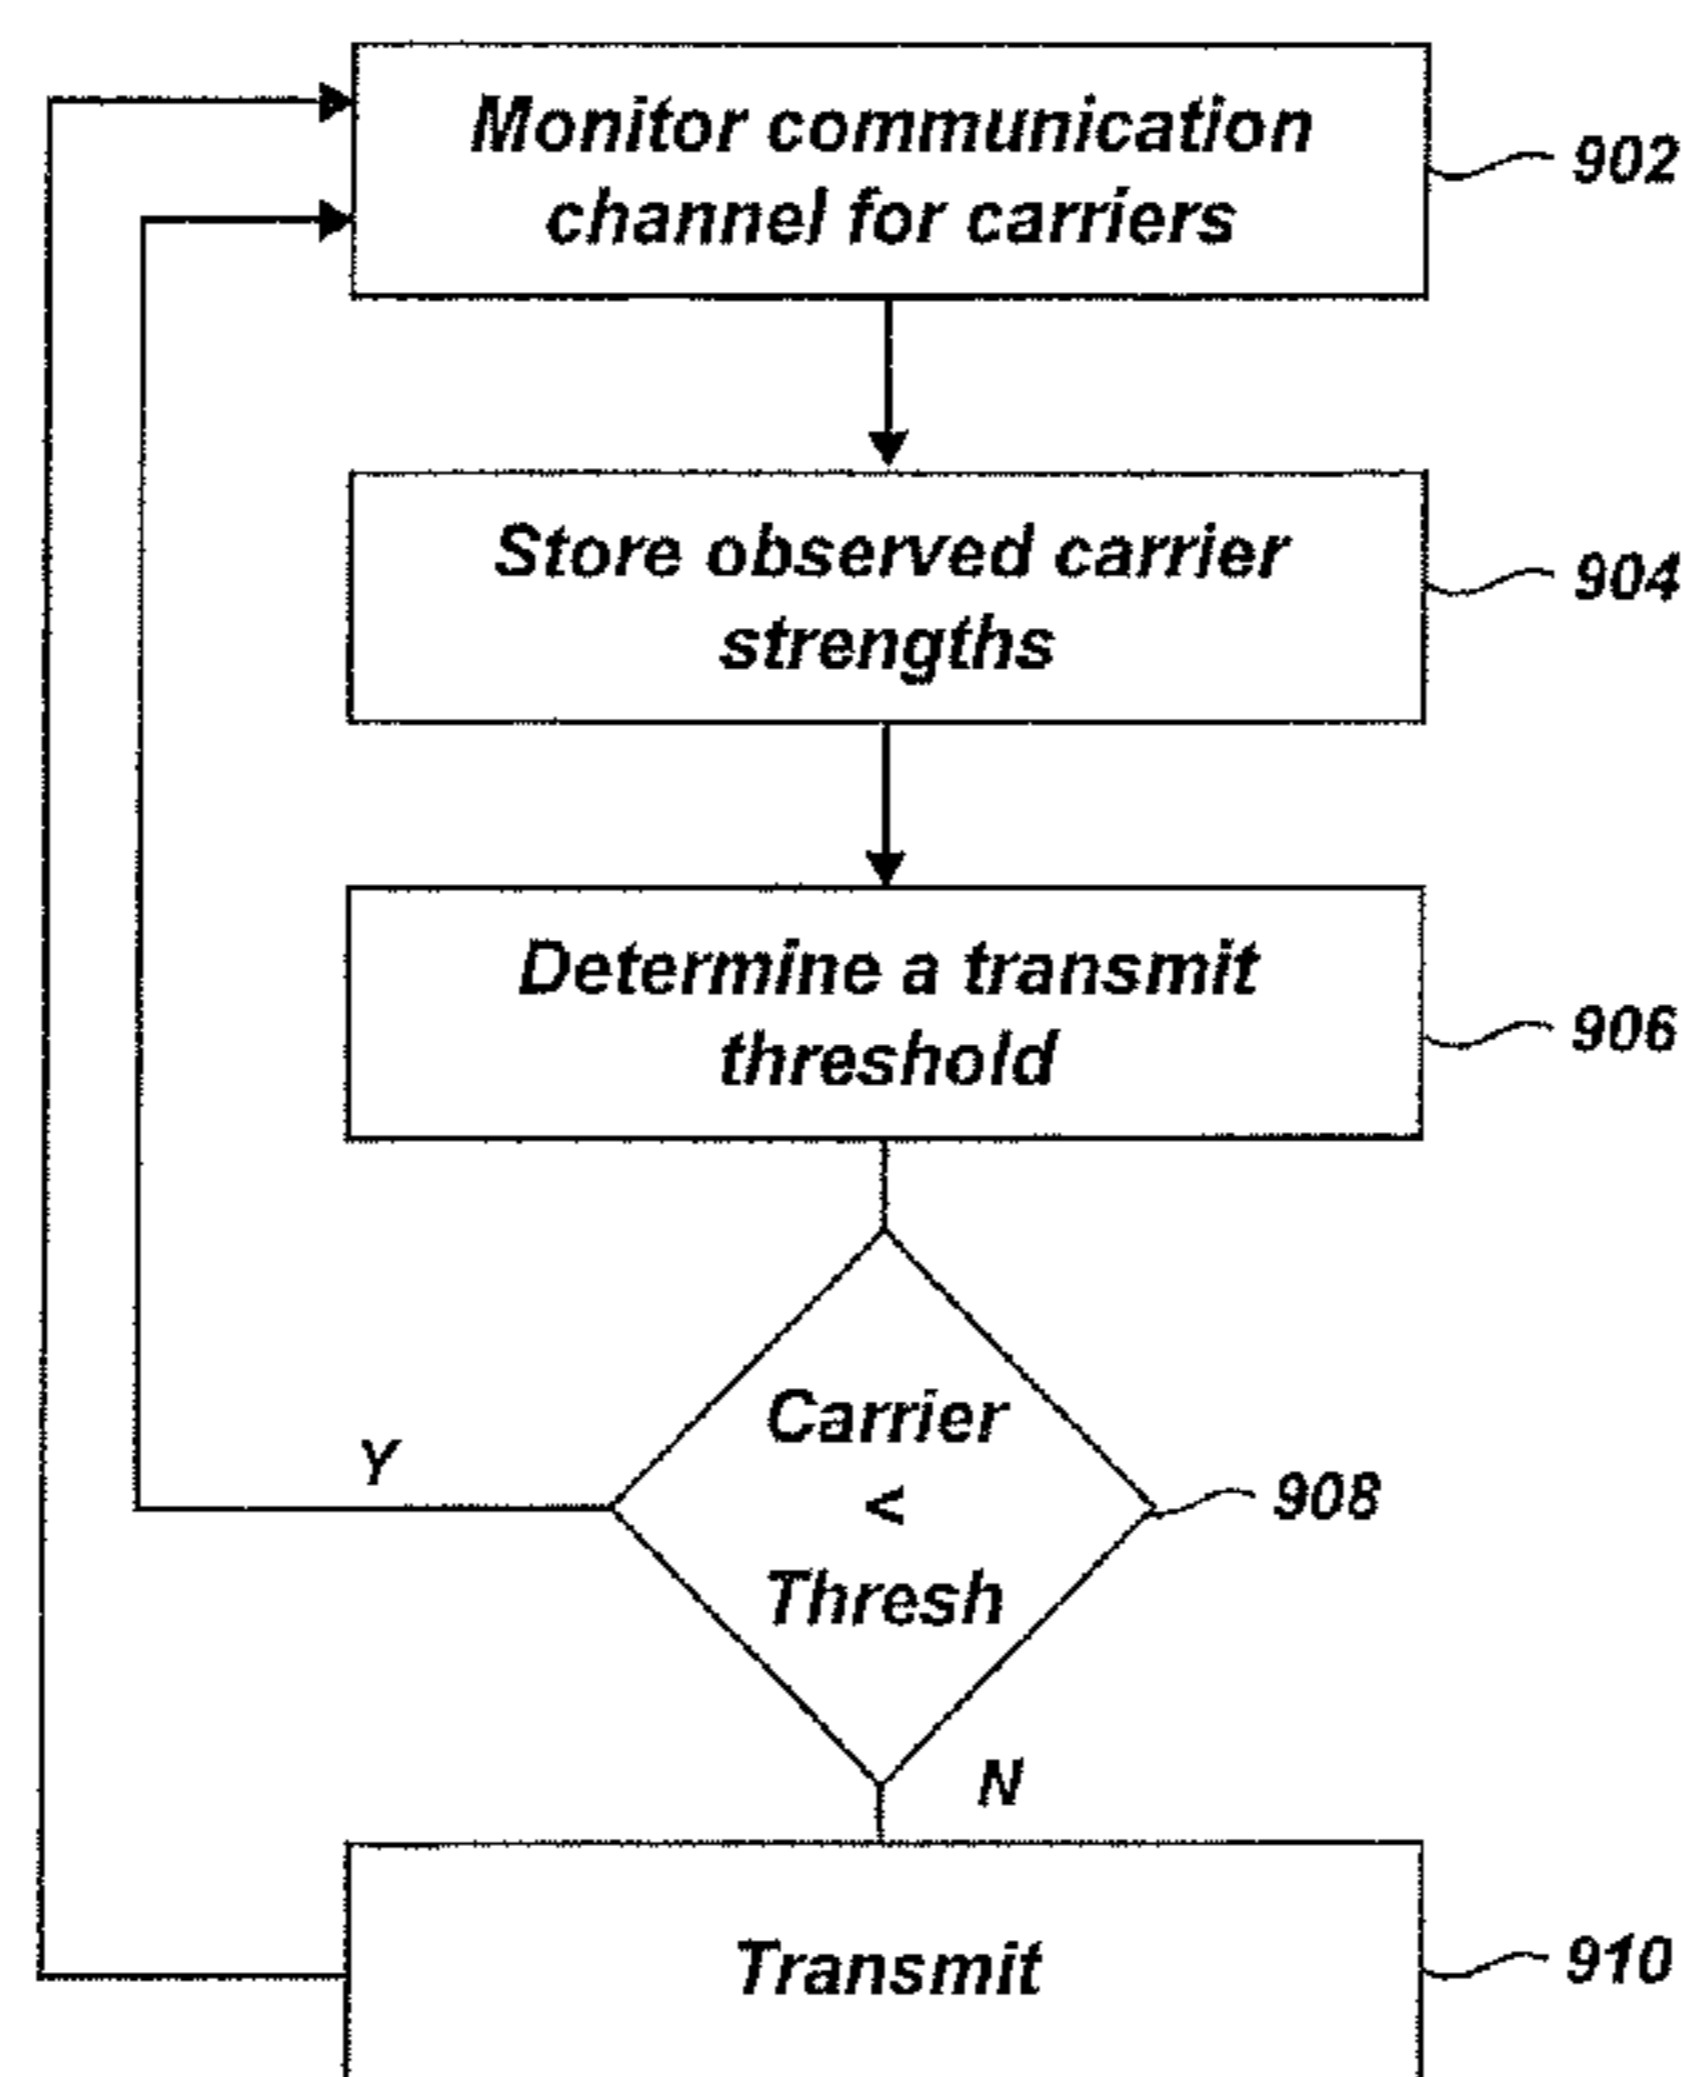 Monitor communication
channel for carriers
902
Store observed carrier
strengths
904
Determine a transmit
threshold
906
Carrier
<
Thresh
908
Y
N
Transmit
910